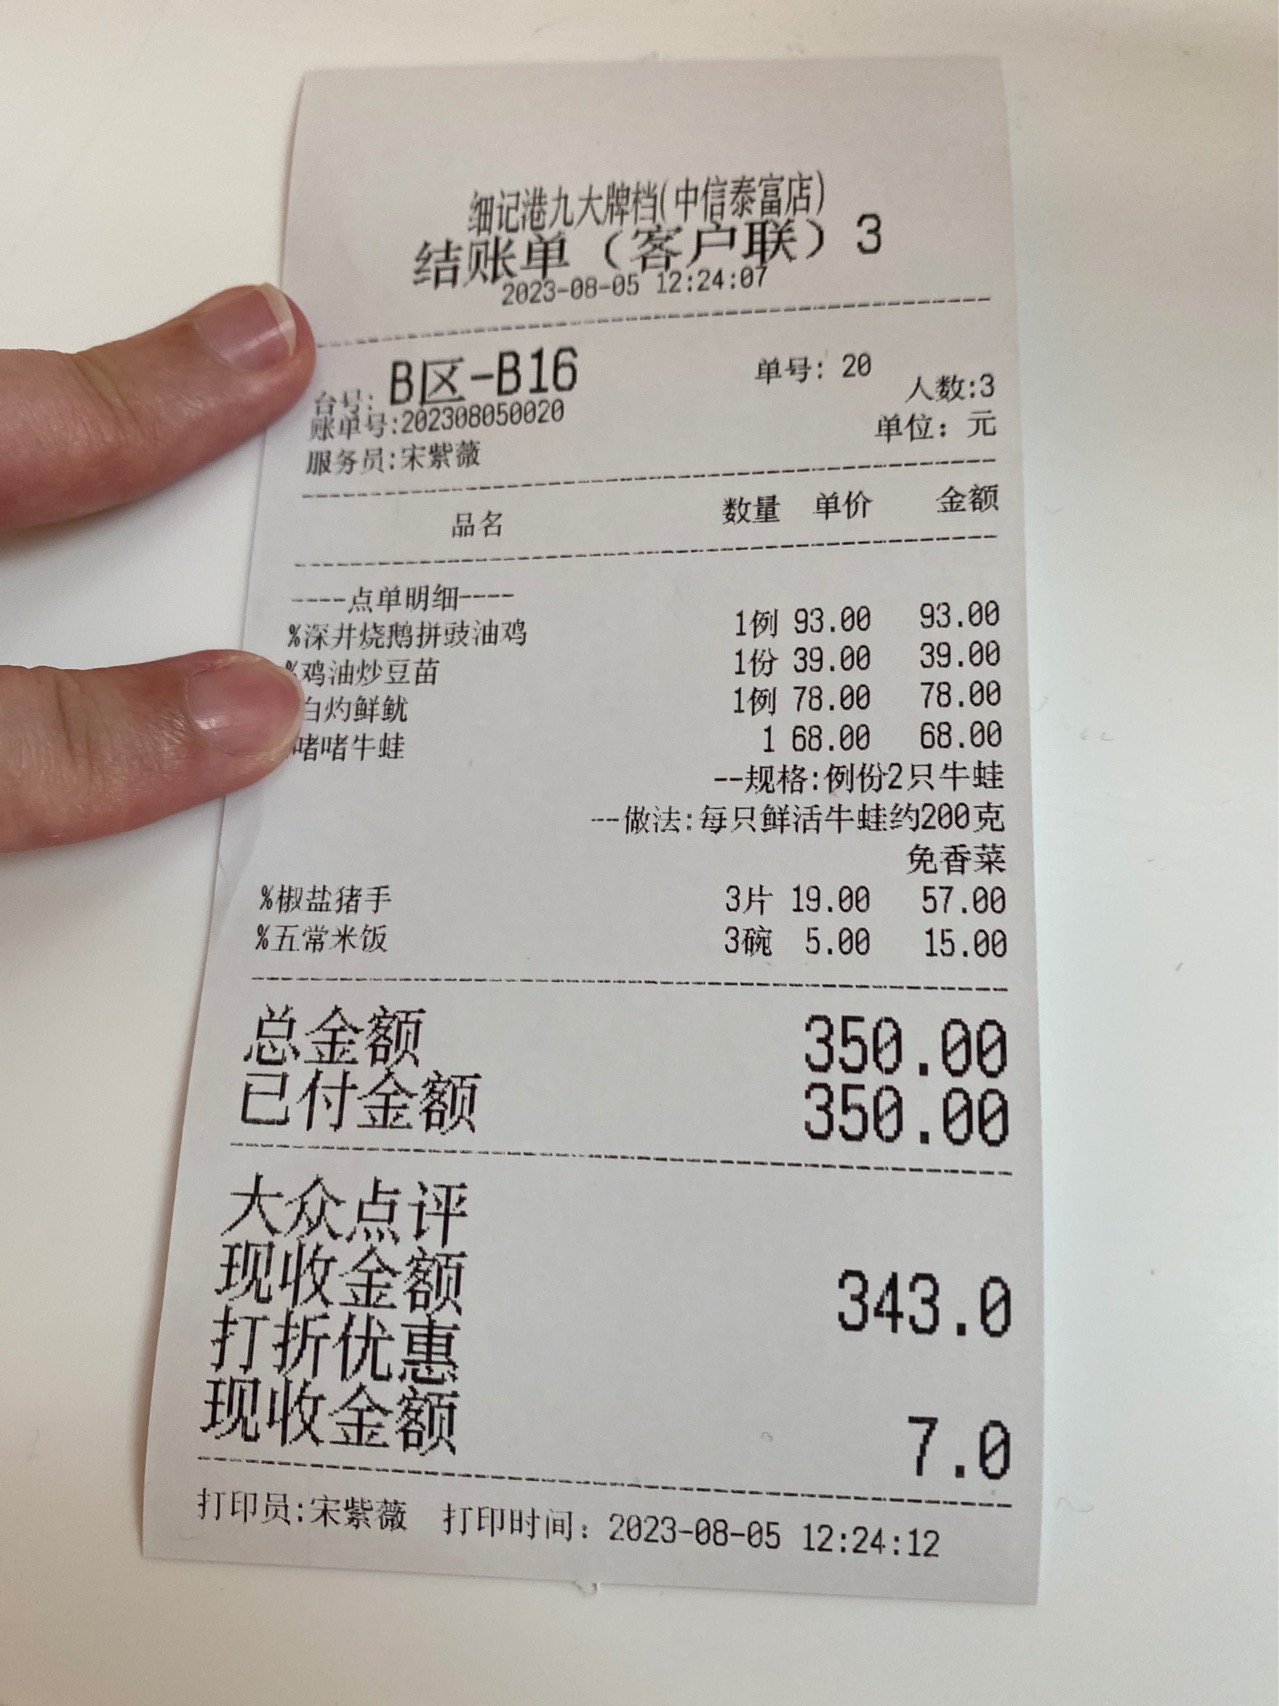 细记港九大牌档(中信泰富店)
结账单（客户联）3
2023-08-05 12:24:07
台号: B区-B16 单号: 20
人数:3
账单号:202308050020
单位: 元
服务员:宋紫薇
品名 数量 单价 金额
----点单明细----
%深井烧鹅拼豉油鸡 1例 93.00 93.00
%鸡油炒豆苗 1份 39.00 39.00
白灼鲜鱿 1例 78.00 78.00
啫啫牛蛙 1 68.00 68.00
--规格:例份2只牛蛙
---做法:每只鲜活牛蛙约200克
免香菜
%椒盐猪手 3片 19.00 57.00
%五常米饭 3碗 5.00 15.00
总金额 350.00
已付金额 350.00
大众点评
现收金额 343.0
打折优惠
现收金额 7.0
打印员:宋紫薇 打印时间: 2023-08-05 12:24:12